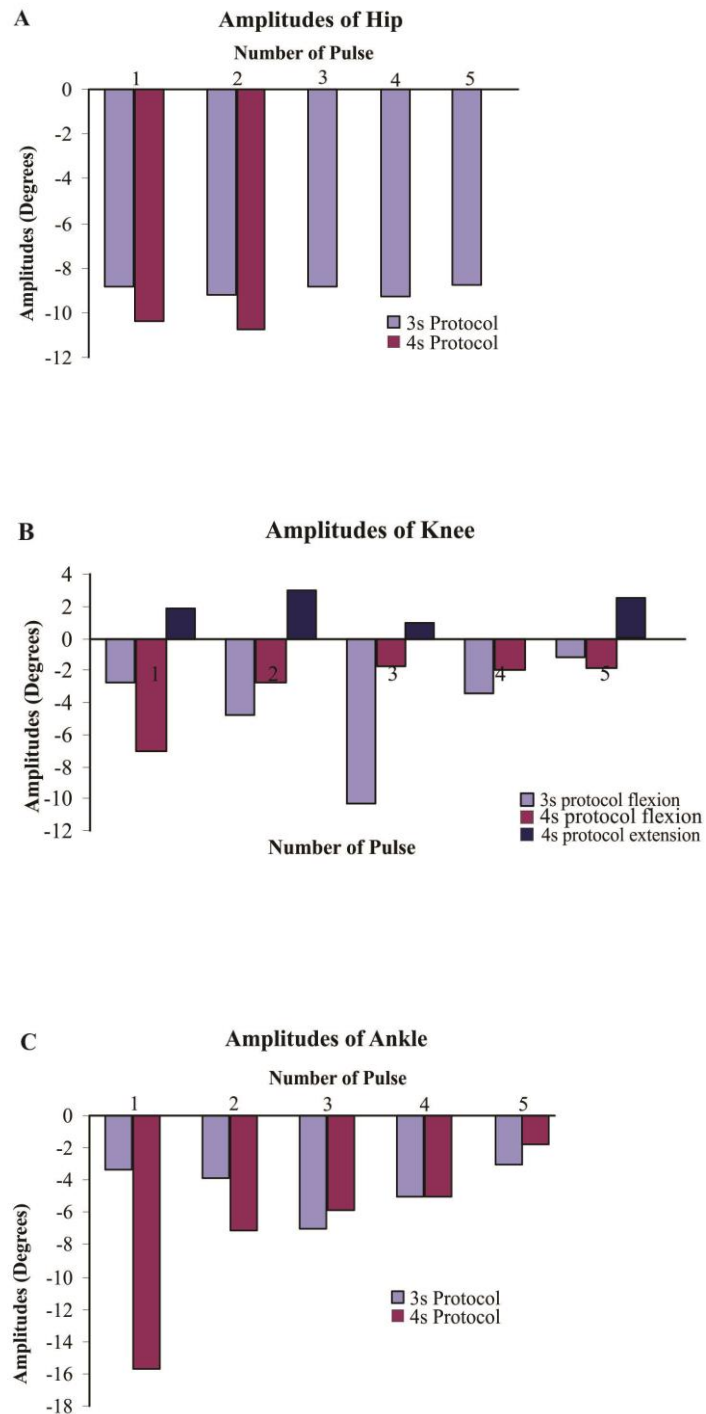 A
Amplitudes of Hip
Number of Pulse
1 2 3 4 5
0
-2
-4
-6
-8
-10
-12
Amplitudes (Degrees)
3s Protocol
4s Protocol
B
Amplitudes of Knee
4
2
0
-2
-4
-6
-8
-10
-12
Amplitudes (Degrees)
1 2 3 4 5
3s protocol flexion
4s protocol flexion
4s protocol extension
Number of Pulse
C
Amplitudes of Ankle
Number of Pulse
1 2 3 4 5
0
-2
-4
-6
-8
-10
-12
-14
-16
-18
Amplitudes (Degrees)
3s Protocol
4s Protocol